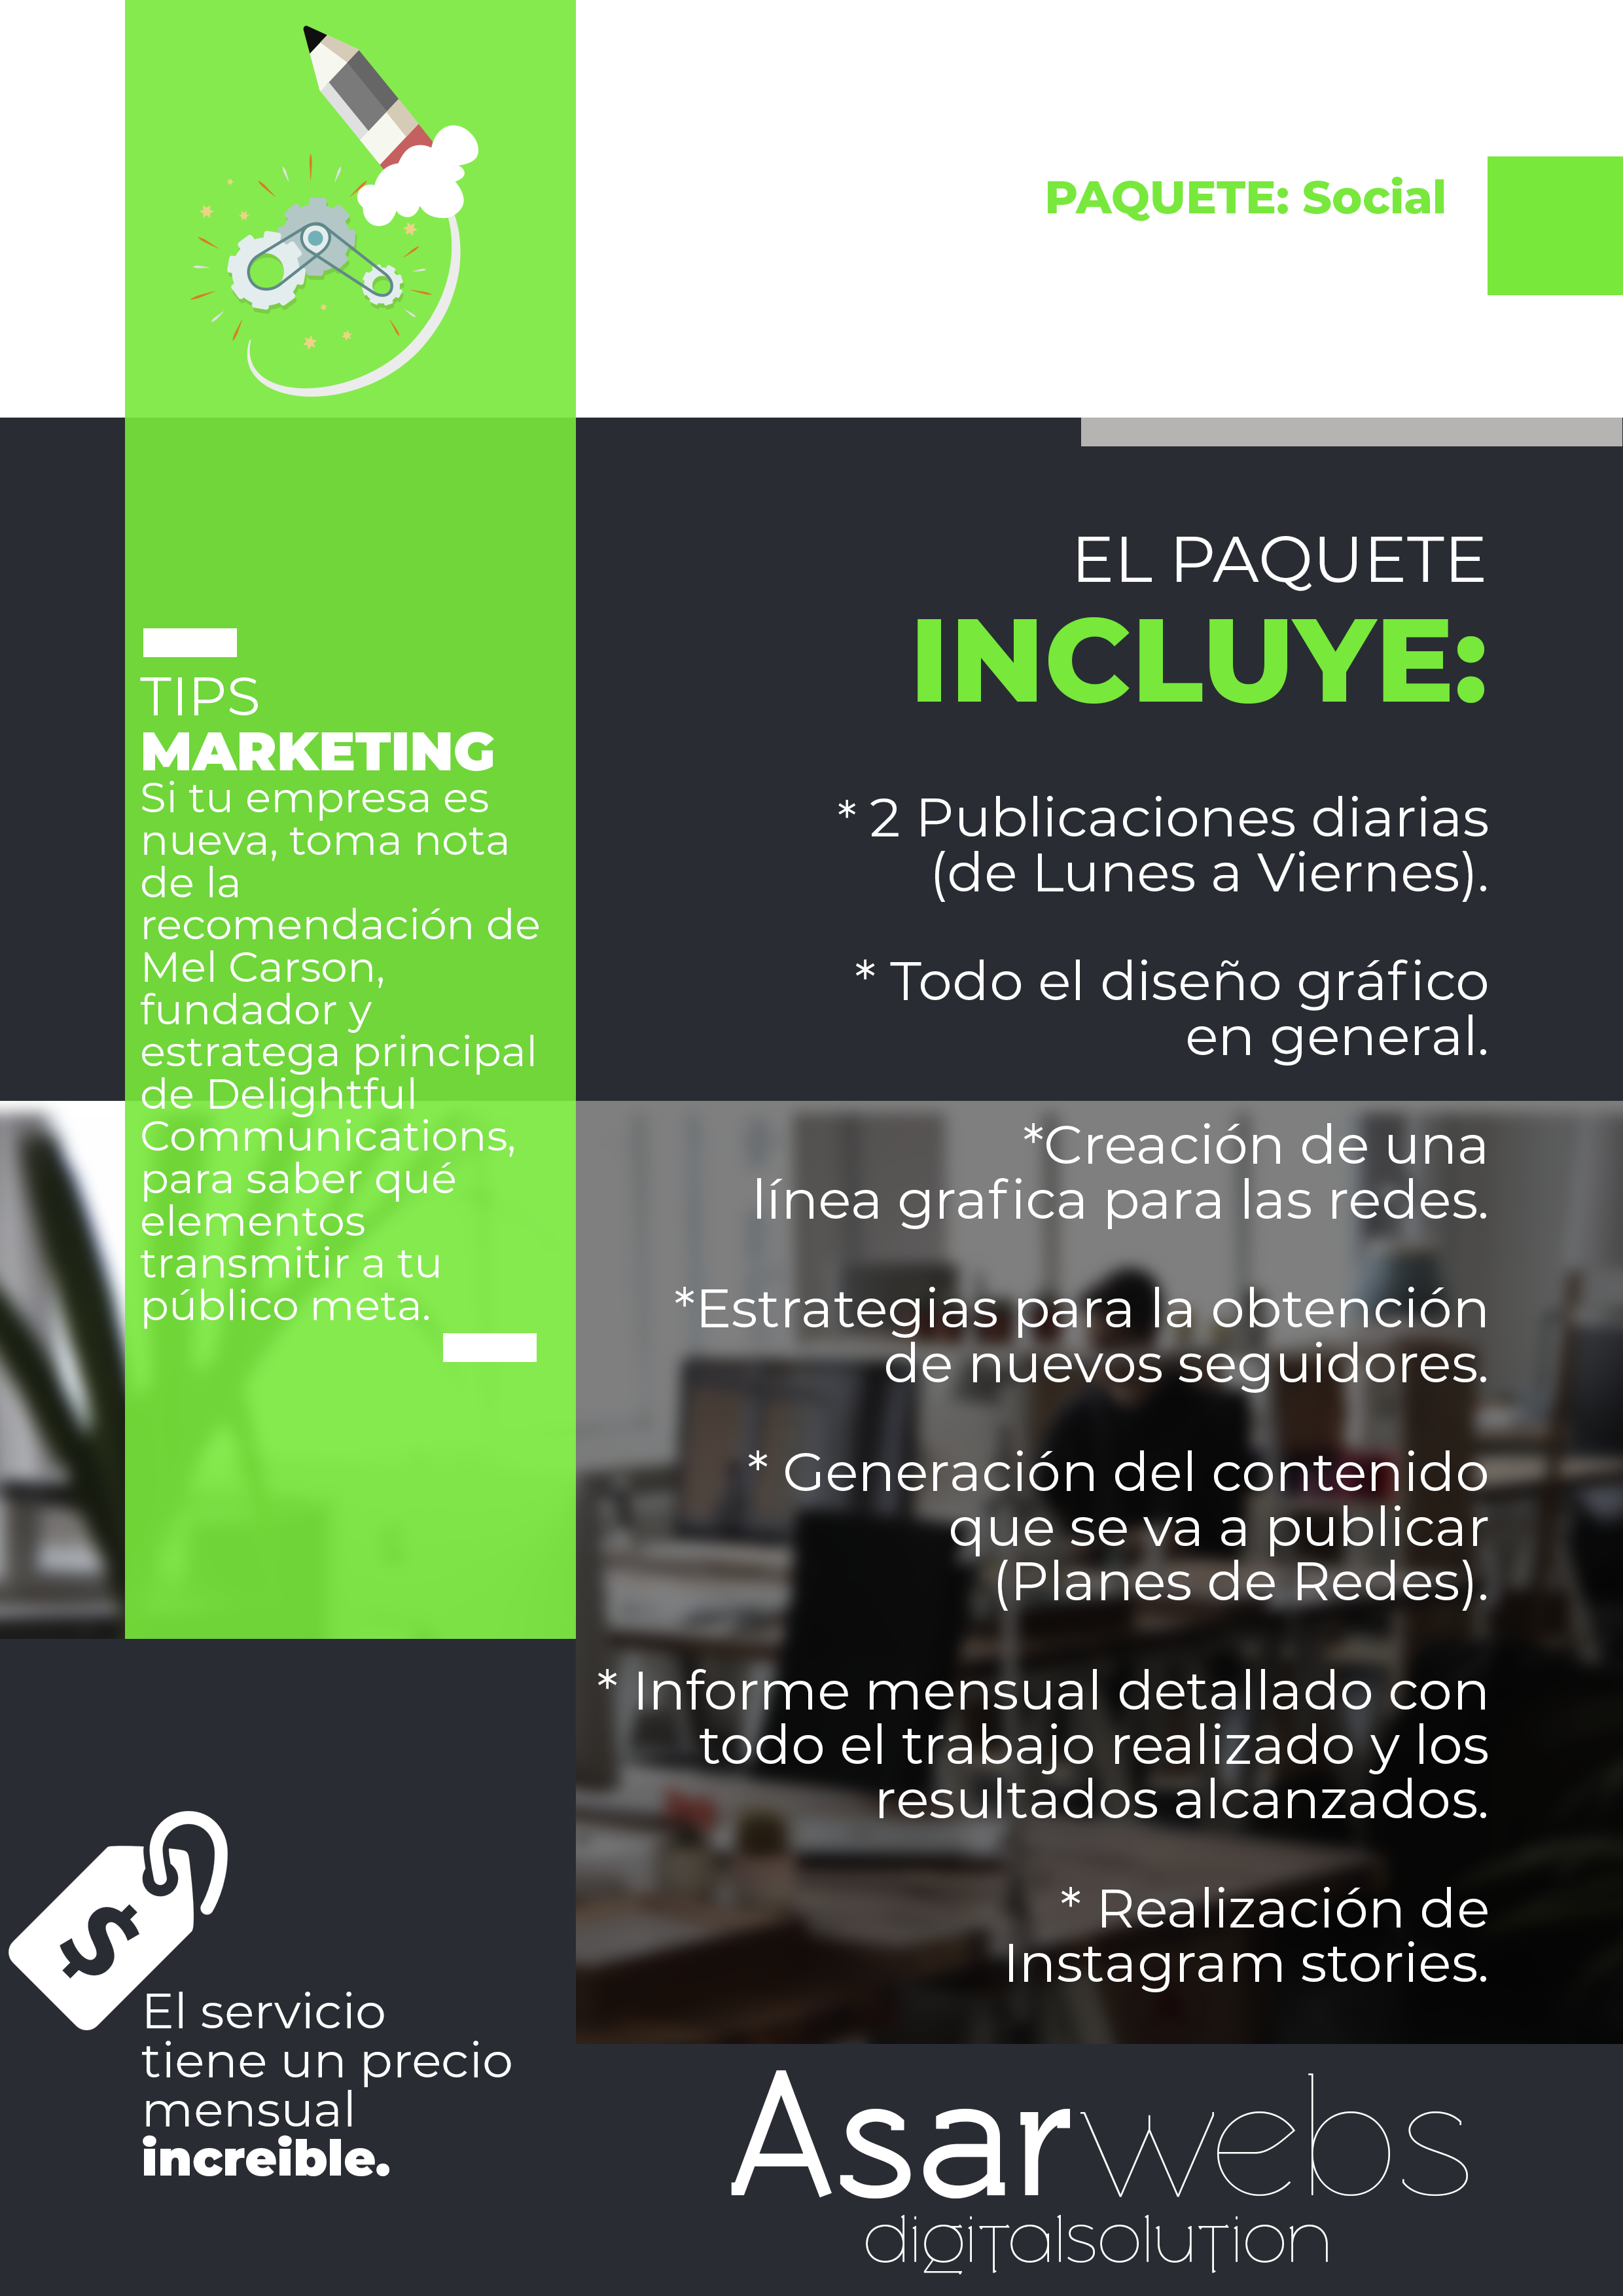 PAQUETE: Social
EL PAQUETE
INCLUYE:
* 2 Publicaciones diarias
(de Lunes a Viernes).
* Todo el diseño gráfico
en general.
*Creación de una
línea grafica para las redes.
*Estrategias para la obtención
de nuevos seguidores.
* Generación del contenido
que se va a publicar
(Planes de Redes).
* Informe mensual detallado con
todo el trabajo realizado y los
resultados alcanzados.
* Realización de
Instagram stories.
TIPS
MARKETING
Si tu empresa es
nueva, toma nota
de la
recomendación de
Mel Carson,
fundador y
estratega principal
de Delightful
Communications,
para saber qué
elementos
transmitir a tu
público meta.
$
El servicio
tiene un precio
mensual
increible.
Asarwebs
digitalsolution